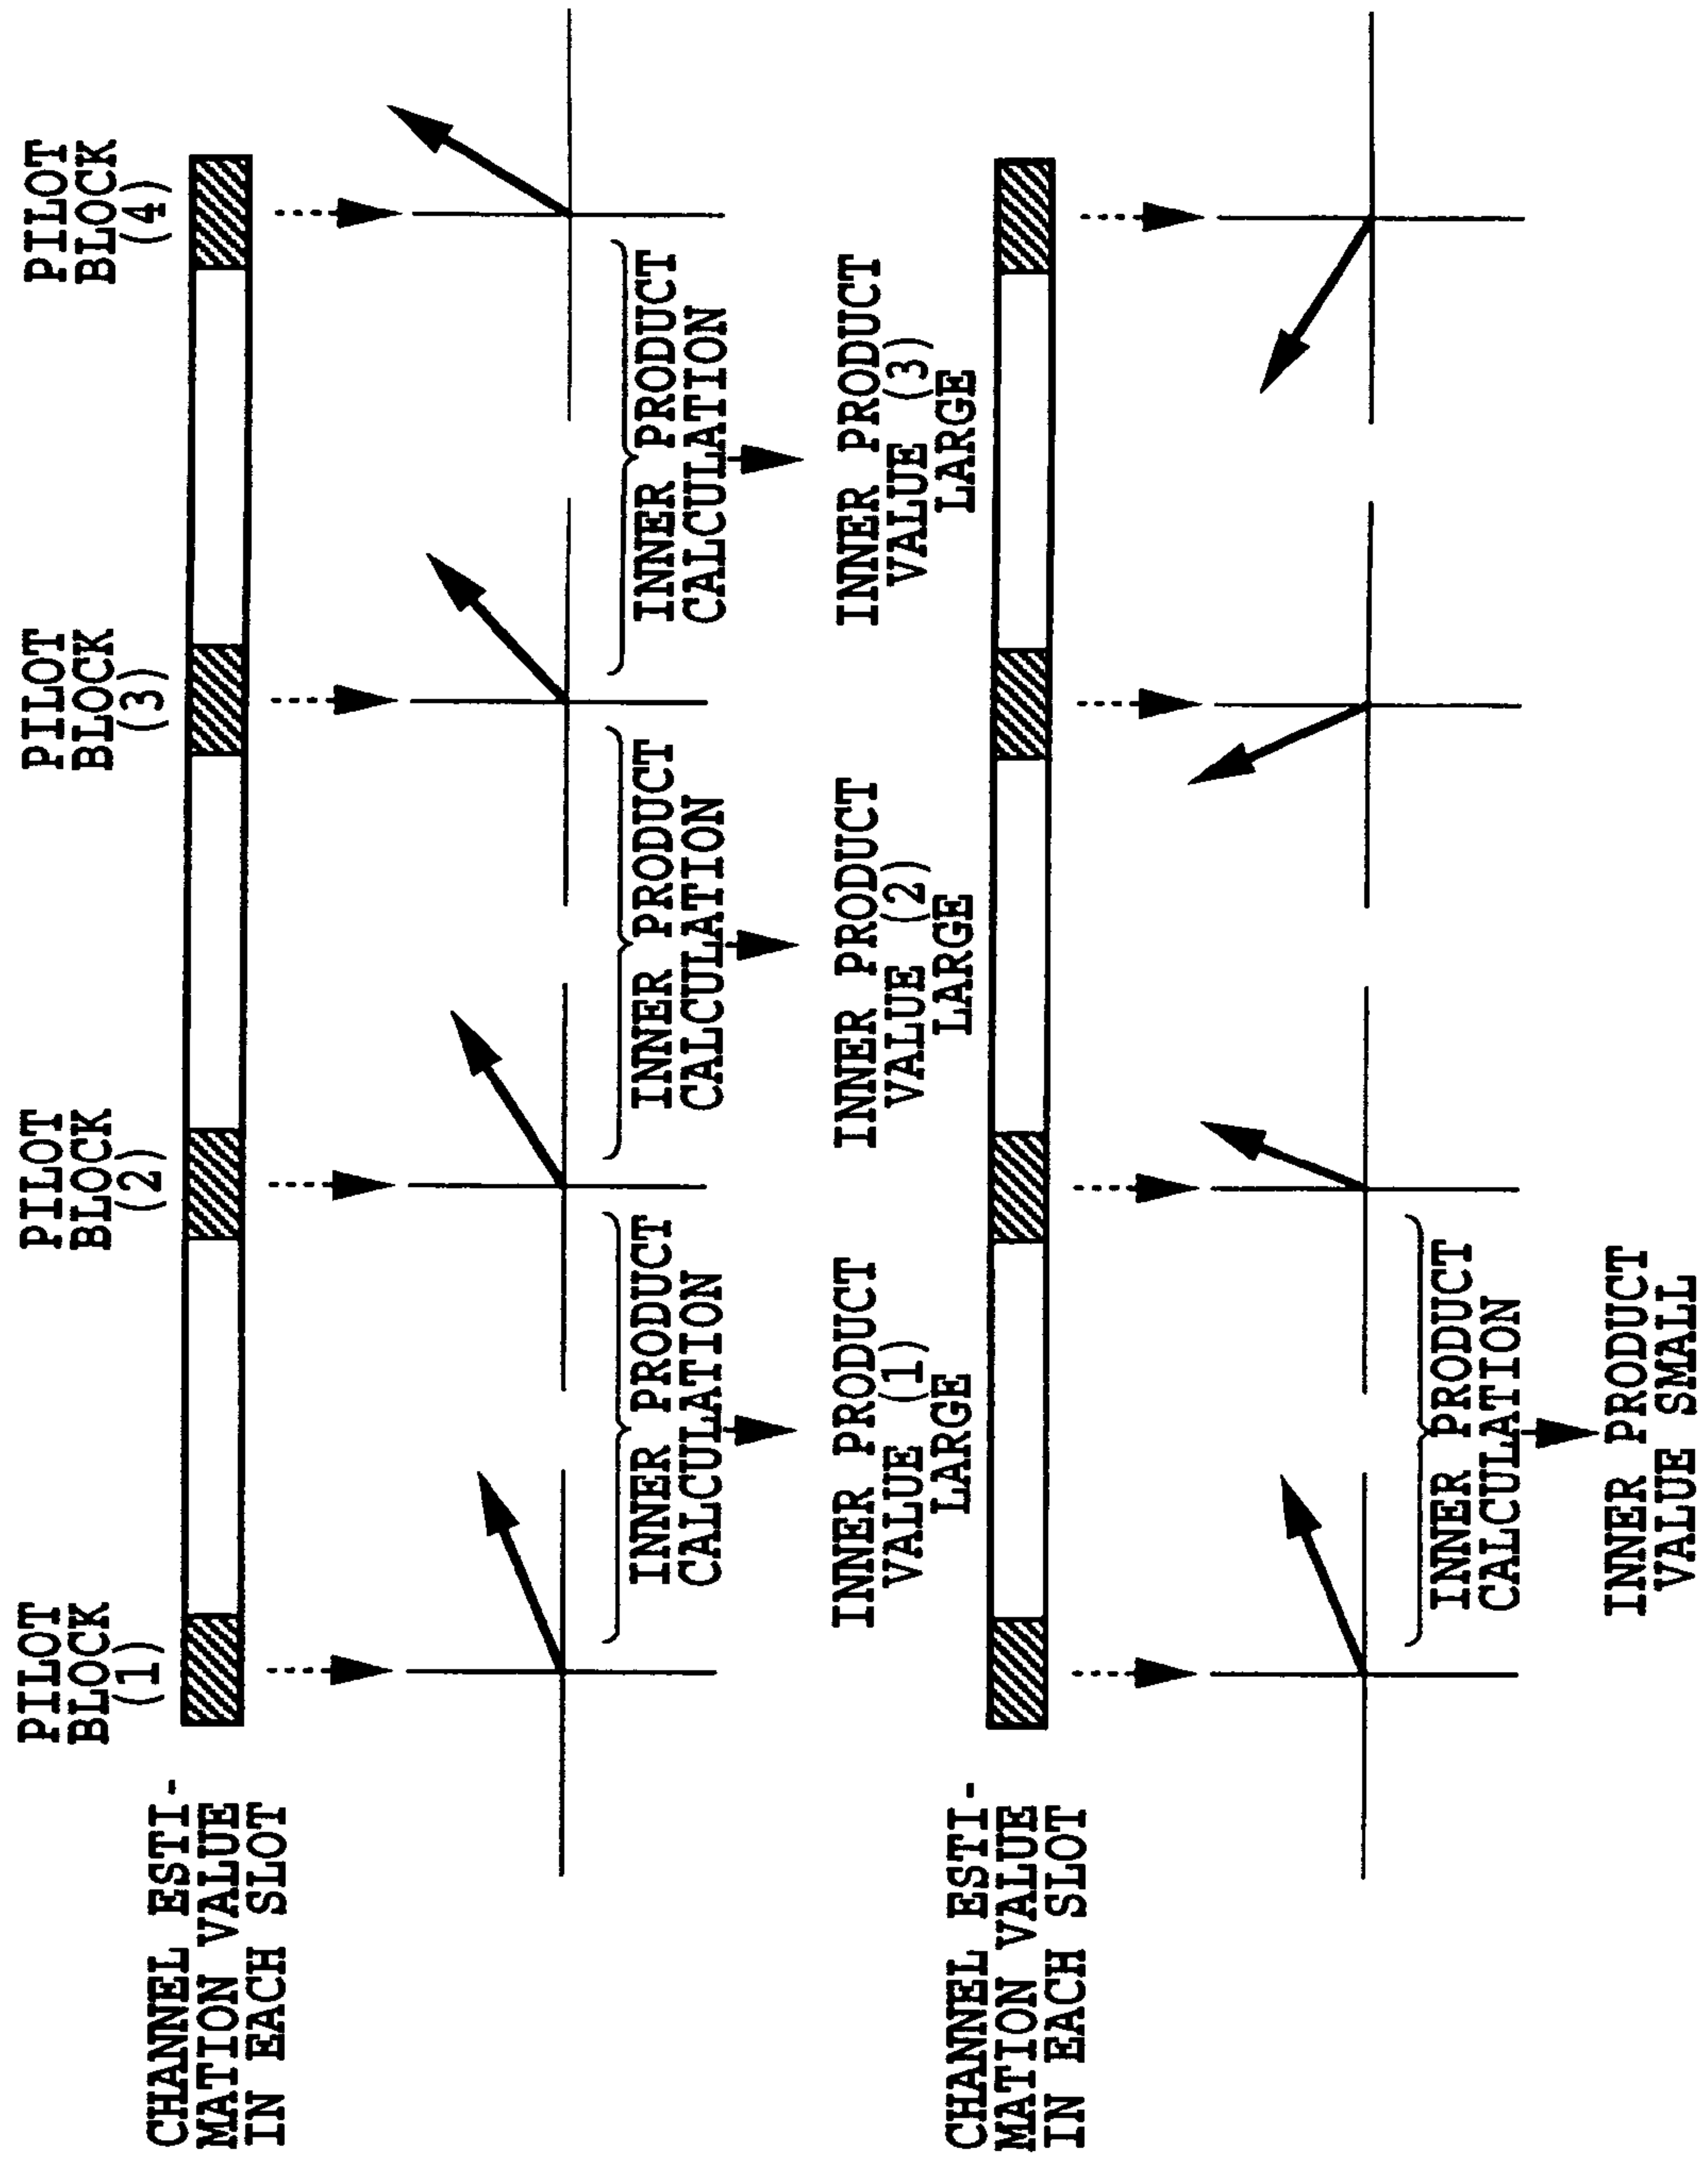 PILOT
BLOCK
(1)
PILOT
BLOCK
(2)
PILOT
BLOCK
(3)
PILOT
BLOCK
(4)
CHANNEL ESTI-
MATION VALUE
IN EACH SLOT
INNER PRODUCT
CALCULATION
INNER PRODUCT
CALCULATION
INNER PRODUCT
CALCULATION
INNER PRODUCT
VALUE (1)
LARGE
INNER PRODUCT
VALUE (2)
LARGE
INNER PRODUCT
VALUE (3)
LARGE
CHANNEL ESTI-
MATION VALUE
IN EACH SLOT
INNER PRODUCT
CALCULATION
INNER PRODUCT
VALUE SMALL